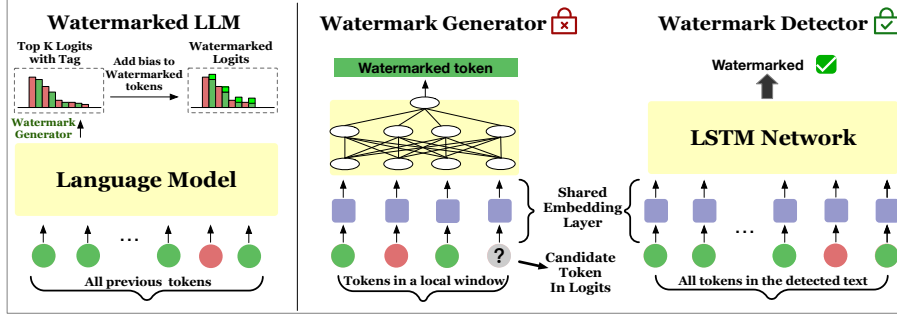 Watermarked LLM
Top K Logits
with Tag
Add bias to
Watermarked
tokens
Watermarked
Logits
Watermark
Generator
Language Model
...
All previous tokens
Watermark Generator
Watermarked token
?
Tokens in a local window
Shared
Embedding
Layer
Candidate
Token
In Logits
Watermark Detector
Watermarked
LSTM Network
...
All tokens in the detected text